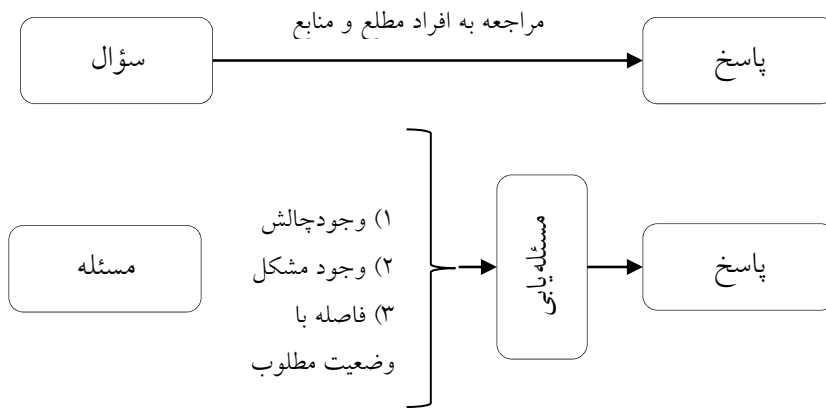 مراجعه به افراد مطلع و منابع
سؤال
پاسخ
مسئله
۱) وجودچالش
۲) وجود مشکل
۳) فاصله با
وضعیت مطلوب
مسئله‌یابی
پاسخ